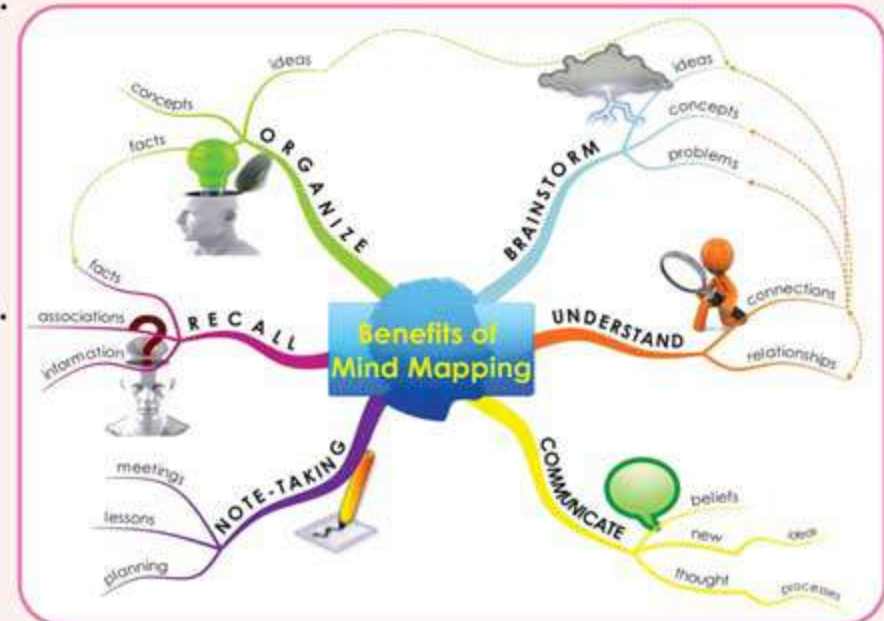 Benefits of
Mind Mapping
ORGANIZE
ideas
concepts
facts
BRAINSTORM
ideas
concepts
problems
UNDERSTAND
connections
relationships
COMMUNICATE
beliefs
new
ideas
thought
processes
NOTE-TAKING
meetings
lessons
planning
RECALL
facts
associations
information